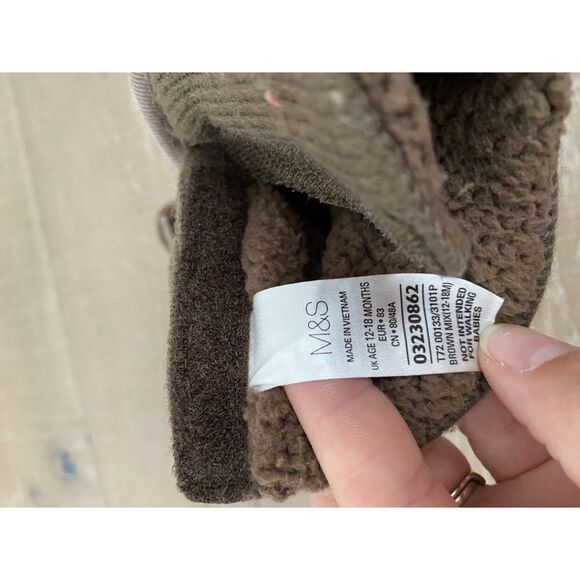 M&S
MADE IN VIETNAM
UK AGE 12-18 MONTHS
EUR • 83
CN • 80/48A
03230862
T72 00133/3101P
BROWN MIX(12-18M)
NOT INTENDED
FOR WALKING
BABIES